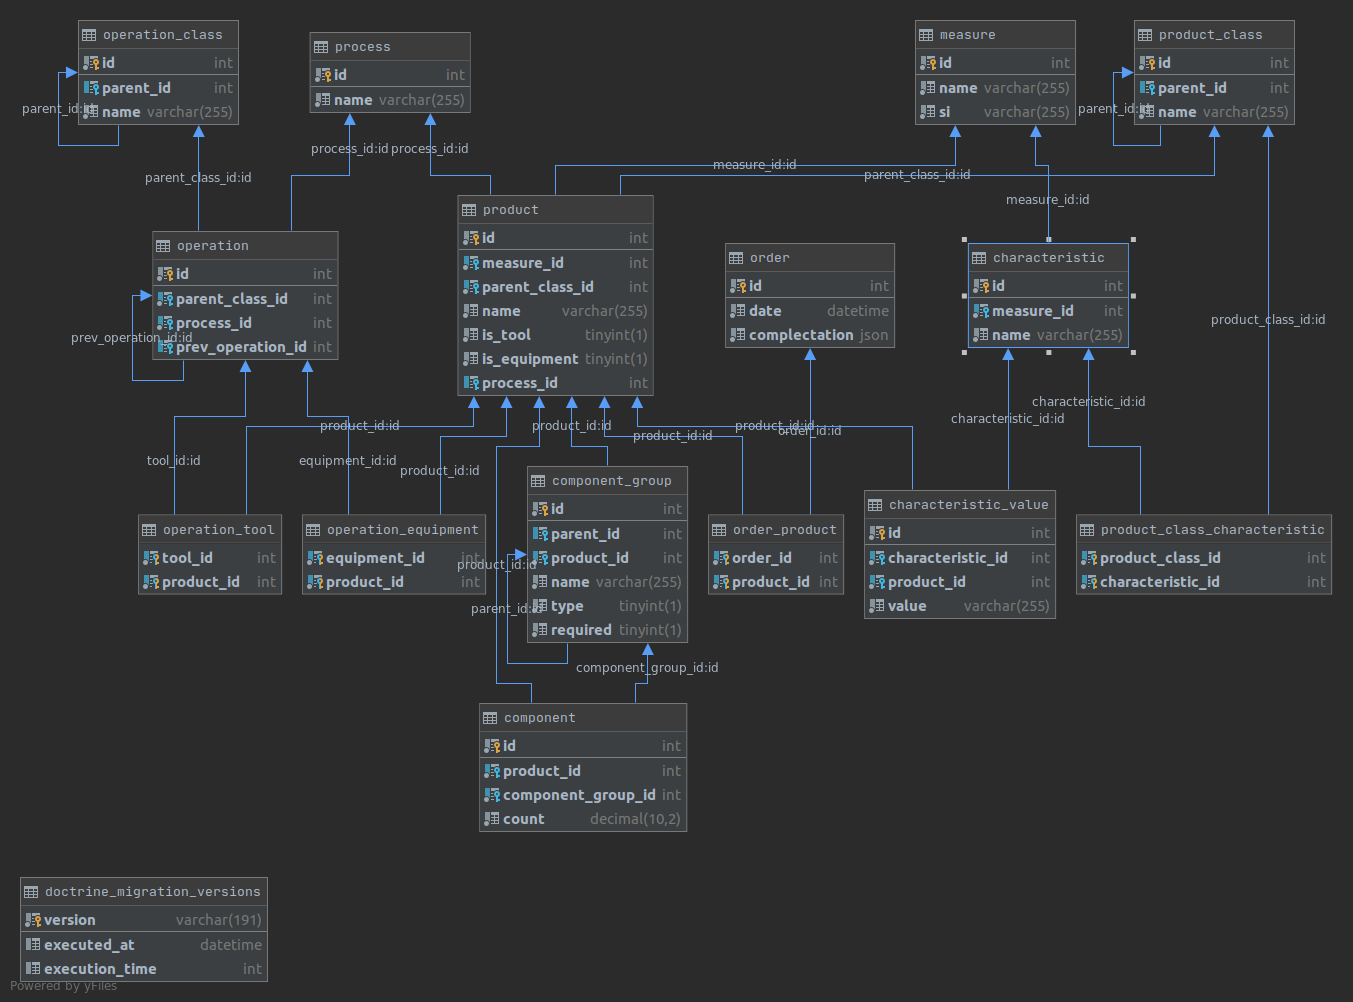 operation_class
id int
parent_id int
name varchar(255)
parent_id:id
process
id int
name varchar(255)
measure
id int
name varchar(255)
si varchar(255)
product_class
id int
parent_id int
name varchar(255)
parent_id:id
process_id:id
process_id:id
measure_id:id
parent_class_id:id
parent_class_id:id
measure_id:id
operation
id int
parent_class_id int
process_id int
prev_operation_id int
prev_operation_id:id
product
id int
measure_id int
parent_class_id int
name varchar(255)
is_tool tinyint(1)
is_equipment tinyint(1)
process_id int
order
id int
date datetime
complectation json
characteristic
id int
measure_id int
name varchar(255)
product_class_id:id
characteristic_id:id
characteristic_id:id
product_id:id
product_id:id
product_id:id
product_id:id
order_id:id
tool_id:id
equipment_id:id
product_id:id
operation_tool
tool_id int
product_id int
operation_equipment
equipment_id int
product_id int
component_group
id int
parent_id int
product_id int
name varchar(255)
type tinyint(1)
required tinyint(1)
product_id:id
parent_id:id
order_product
order_id int
product_id int
characteristic_value
id int
characteristic_id int
product_id int
value varchar(255)
product_class_characteristic
product_class_id int
characteristic_id int
component_group_id:id
component
id int
product_id int
component_group_id int
count decimal(10,2)
doctrine_migration_versions
version varchar(191)
executed_at datetime
execution_time int
Powered by yFiles